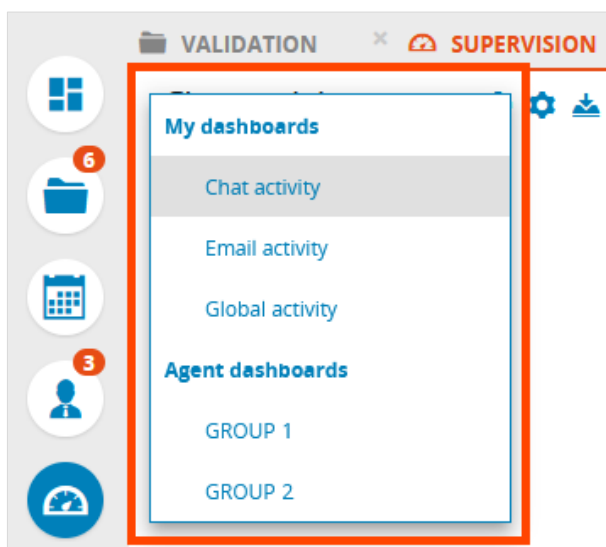 VALIDATION
× SUPERVISION
6
3
My dashboards
Chat activity
Email activity
Global activity
Agent dashboards
GROUP 1
GROUP 2